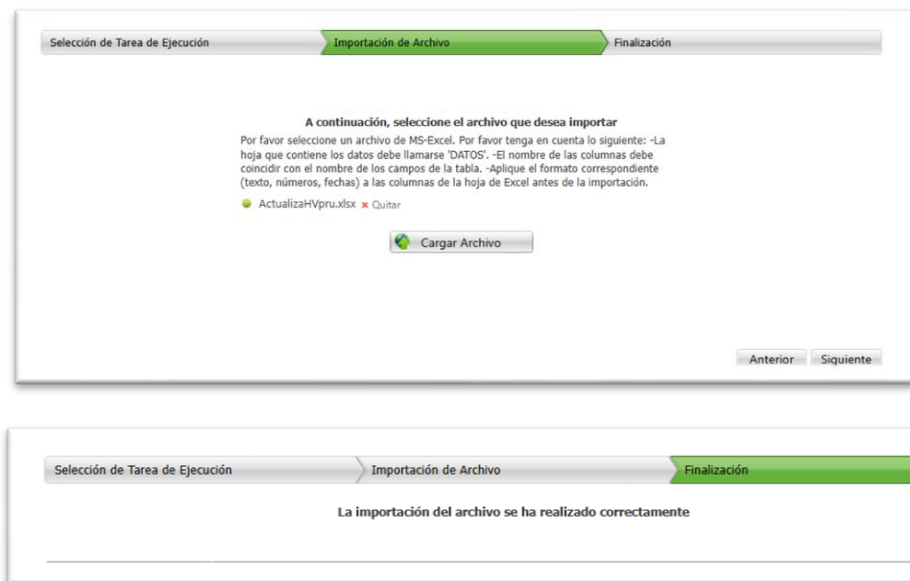 Selección de Tarea de Ejecución Importación de Archivo Finalización
A continuación, seleccione el archivo que desea importar
Por favor seleccione un archivo de MS-Excel. Por favor tenga en cuenta lo siguiente: -La
hoja que contiene los datos debe llamarse 'DATOS'. -El nombre de las columnas debe
coincidir con el nombre de los campos de la tabla. -Aplique el formato correspondiente
(texto, números, fechas) a las columnas de la hoja de Excel antes de la importación.
ActualizaHVpru.xlsx x Quitar
Cargar Archivo
Anterior Siguiente
Selección de Tarea de Ejecución Importación de Archivo Finalización
La importación del archivo se ha realizado correctamente